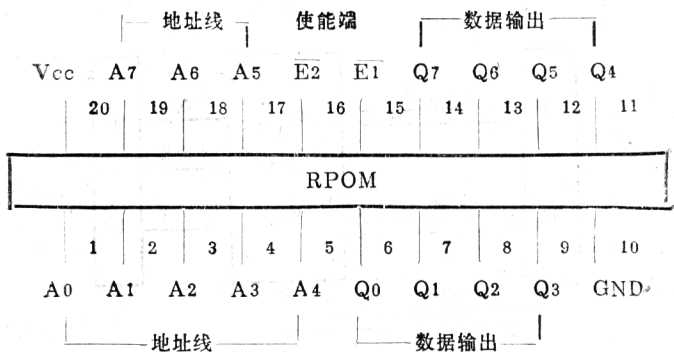 地址线 使能端 数据输出
Vcc A7 A6 A5 E2 E1 Q7 Q6 Q5 Q4
20 19 18 17 16 15 14 13 12 11
RPOM
1 2 3 4 5 6 7 8 9 10
A0 A1 A2 A3 A4 Q0 Q1 Q2 Q3 GND
地址线 数据输出